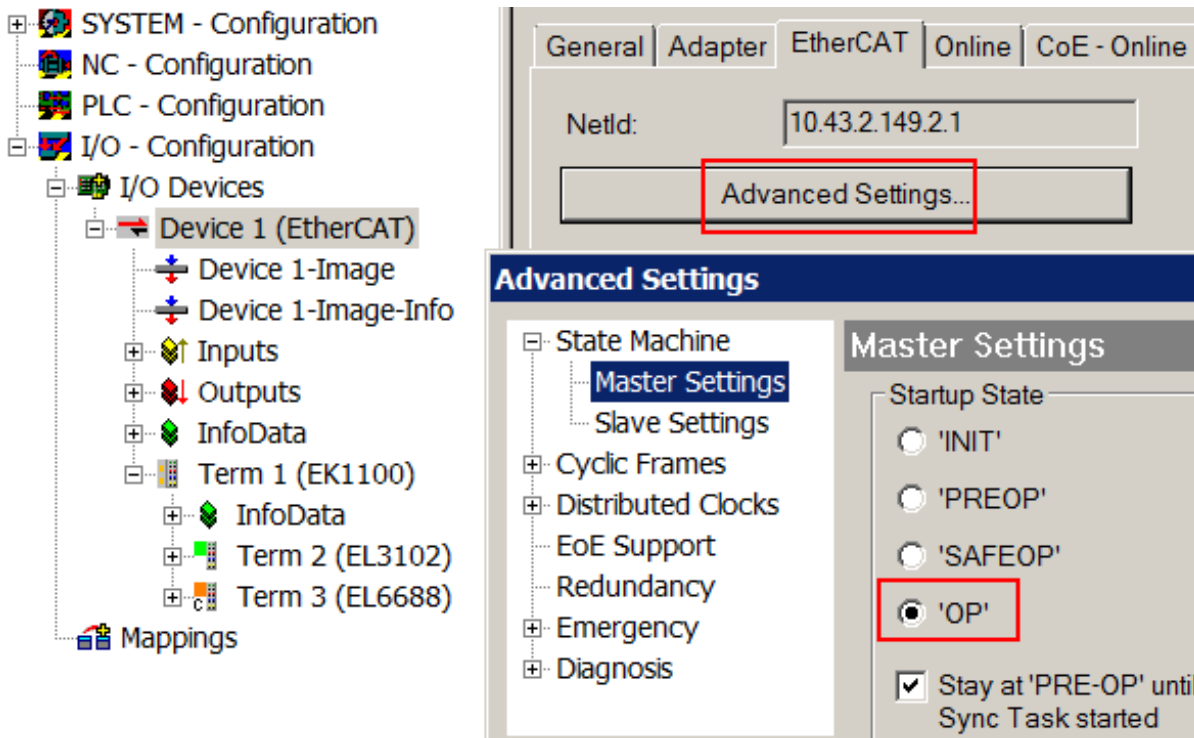 SYSTEM - Configuration
NC - Configuration
PLC - Configuration
I/O - Configuration
I/O Devices
Device 1 (EtherCAT)
Device 1-Image
Device 1-Image-Info
Inputs
Outputs
InfoData
Term 1 (EK1100)
InfoData
Term 2 (EL3102)
Term 3 (EL6688)
Mappings
General Adapter EtherCAT Online CoE - Online
NetId: 10.43.2.149.2.1
Advanced Settings...
Advanced Settings
State Machine
Master Settings
Slave Settings
Cyclic Frames
Distributed Clocks
EoE Support
Redundancy
Emergency
Diagnosis
Master Settings
Startup State
'INIT'
'PREOP'
'SAFEOP'
'OP'
Stay at 'PRE-OP' until
Sync Task started